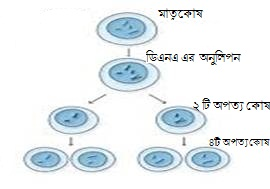 মাতৃকোষ
ডিএনএ এর অনুলিপন
২ টি অপত্য কোষ
৪টি অপত্য কোষ